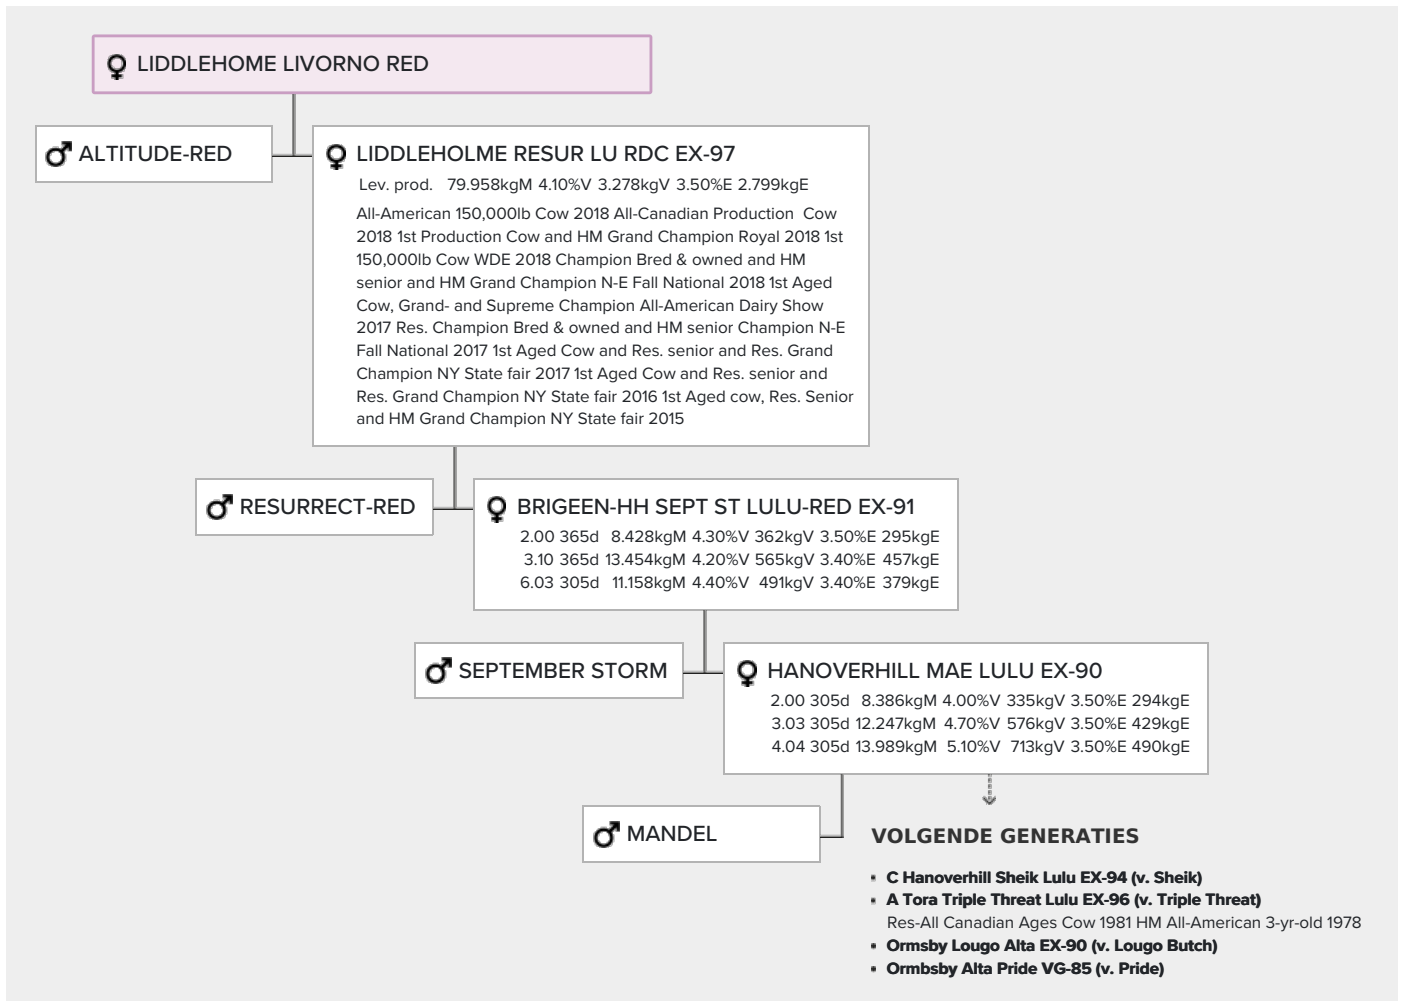 LIDDLEHOME LIVORNO RED
ALTITUDE-RED
LIDDLEHOLME RESUR LU RDC EX-97
Lev. prod. 79.958kgM 4.10%V 3.278kgV 3.50%E 2.799kgE
All-American 150,000lb Cow 2018 All-Canadian Production Cow
2018 1st Production Cow and HM Grand Champion Royal 2018 1st
150,000lb Cow WDE 2018 Champion Bred & owned and HM
senior and HM Grand Champion N-E Fall National 2018 1st Aged
Cow, Grand- and Supreme Champion All-American Dairy Show
2017 Res. Champion Bred & owned and HM senior Champion N-E
Fall National 2017 1st Aged Cow and Res. senior and Res. Grand
Champion NY State fair 2017 1st Aged Cow and Res. senior and
Res. Grand Champion NY State fair 2016 1st Aged cow, Res. Senior
and HM Grand Champion NY State fair 2015
RESURRECT-RED
BRIGEEN-HH SEPT ST LULU-RED EX-91
2.00 365d 8.428kgM 4.30%V 362kgV 3.50%E 295kgE
3.10 365d 13.454kgM 4.20%V 565kgV 3.40%E 457kgE
6.03 305d 11.158kgM 4.40%V 491kgV 3.40%E 379kgE
SEPTEMBER STORM
HANOVERHILL MAE LULU EX-90
2.00 305d 8.386kgM 4.00%V 335kgV 3.50%E 294kgE
3.03 305d 12.247kgM 4.70%V 576kgV 3.50%E 429kgE
4.04 305d 13.989kgM 5.10%V 713kgV 3.50%E 490kgE
MANDEL
VOLGENDE GENERATIES
▪ C Hanoverhill Sheik Lulu EX-94 (v. Sheik)
▪ A Tora Triple Threat Lulu EX-96 (v. Triple Threat)
Res-All Canadian Ages Cow 1981 HM All-American 3-yr-old 1978
▪ Ormsby Lougo Alta EX-90 (v. Lougo Butch)
▪ Ormbsby Alta Pride VG-85 (v. Pride)